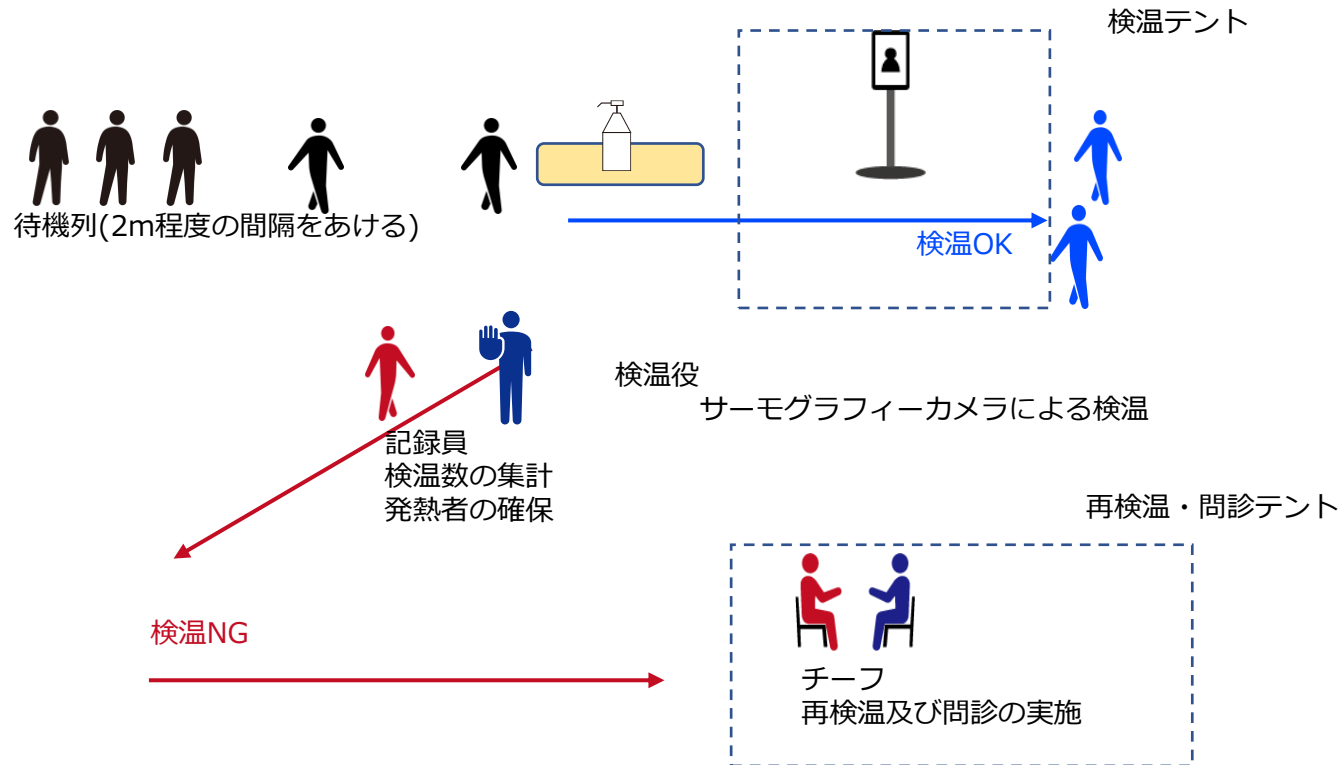 検温テント
待機列(2m程度の間隔をあける)
検温OK
検温役
サーモグラフィーカメラによる検温
記録員
検温数の集計
発熱者の確保
再検温・問診テント
検温NG
チーフ
再検温及び問診の実施